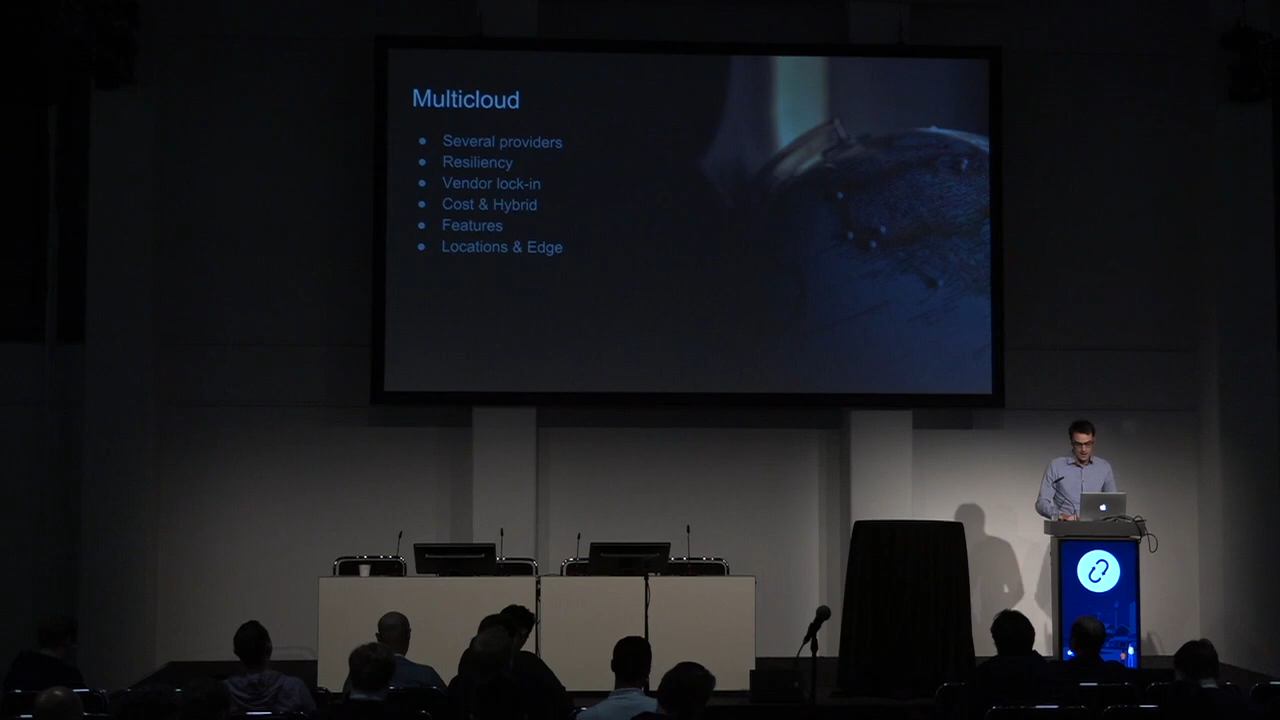 Multicloud
● Several providers
● Resiliency
● Vendor lock-in
● Cost & Hybrid
● Features
● Locations & Edge